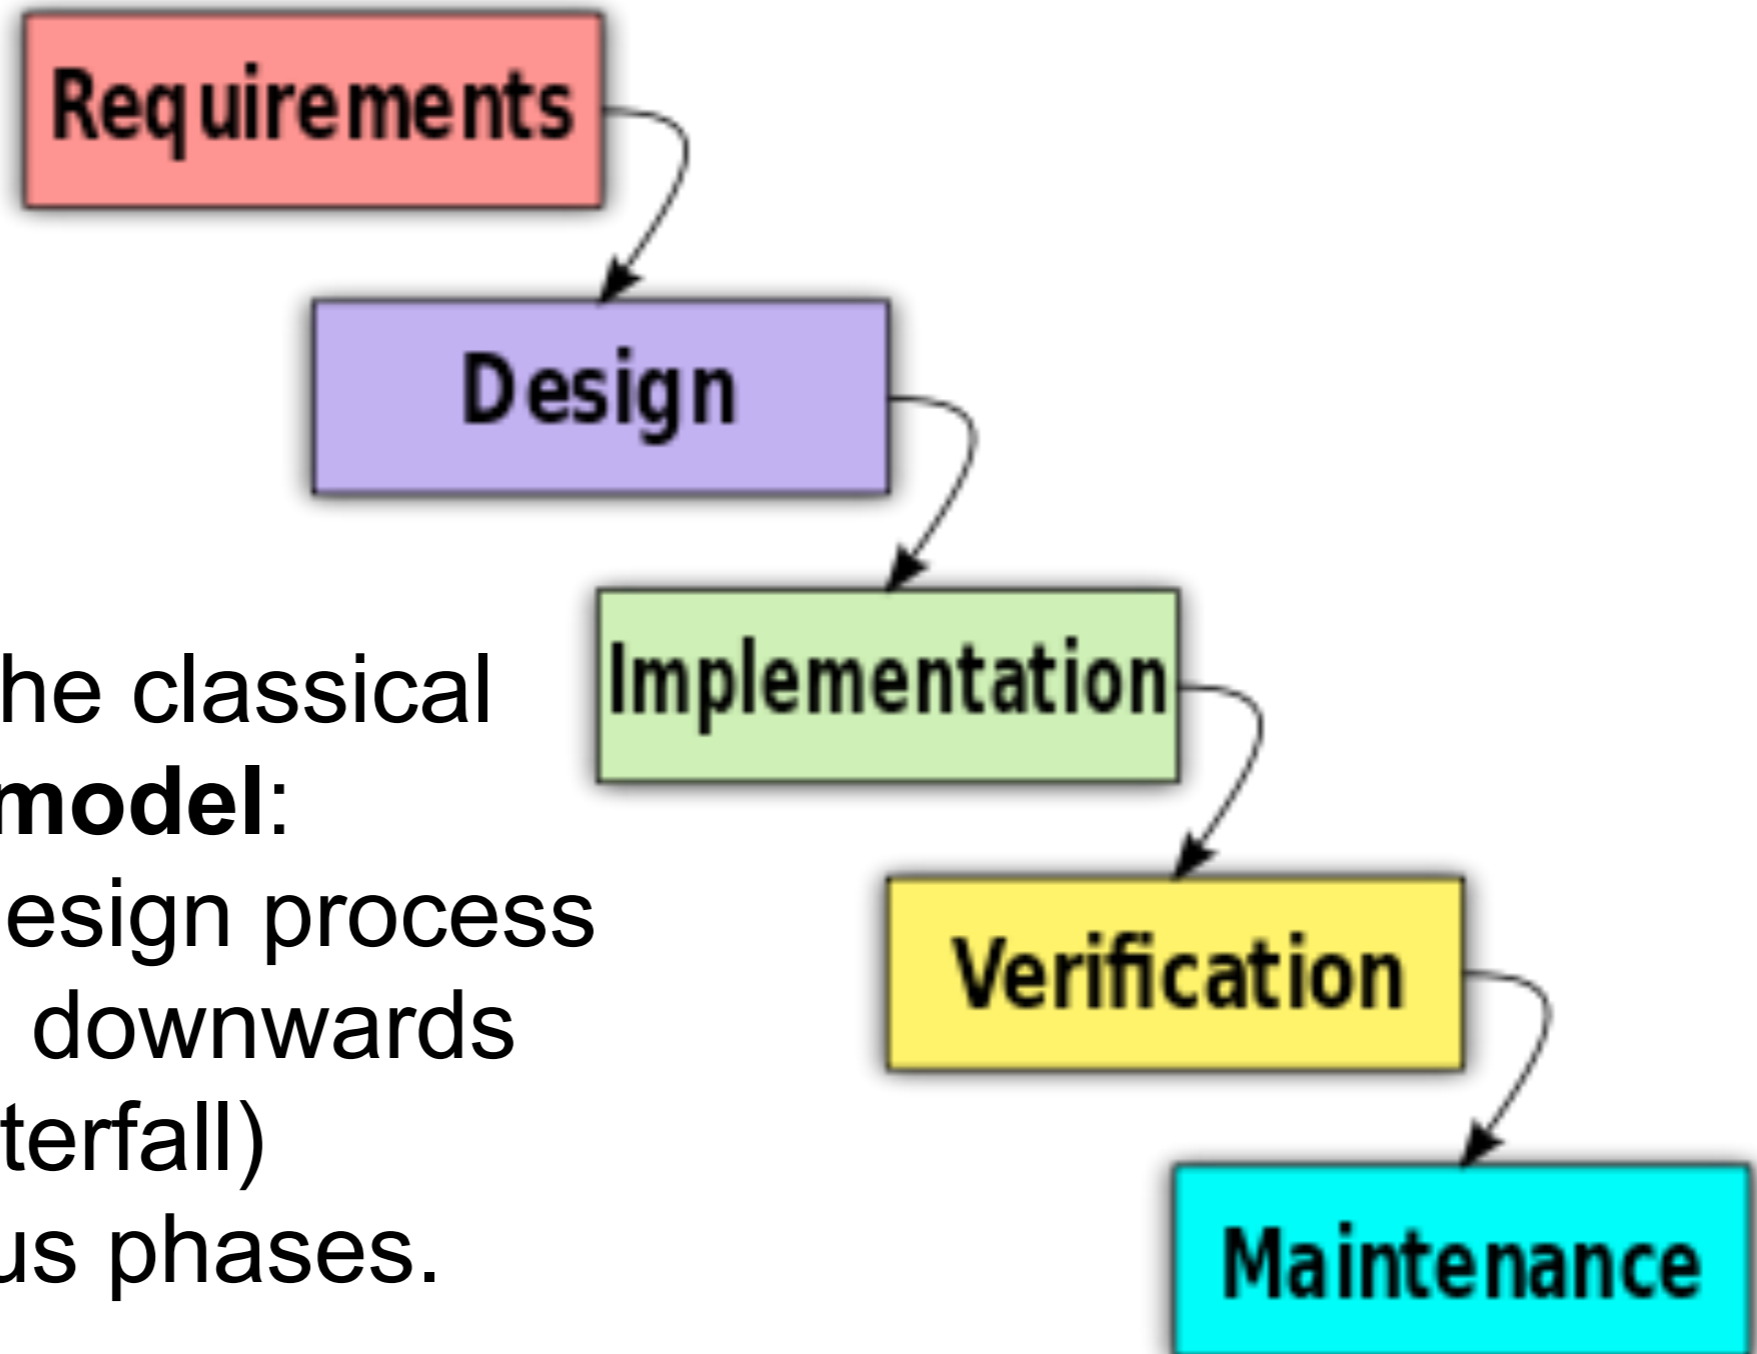 Requirements
Design
Implementation
he classical
model:
esign process
downwards
terfall)
us phases.
Verification
Maintenance